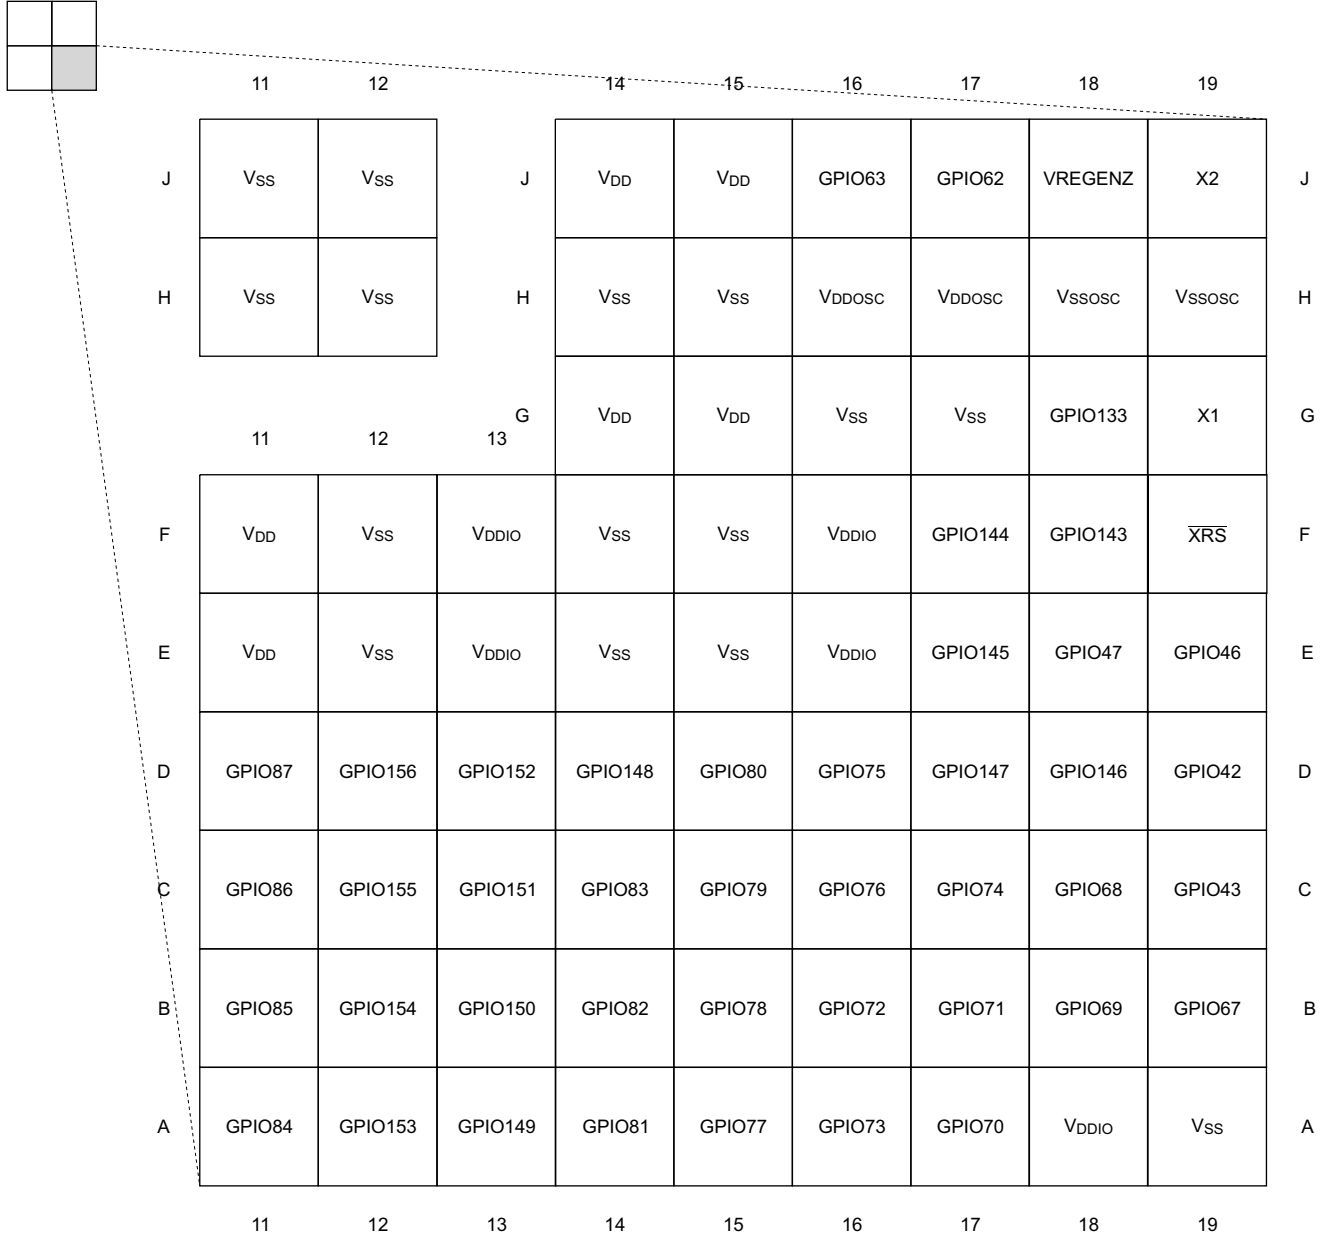 11 12 14 15 16 17 18 19
J VSS VSS J VDD VDD GPIO63 GPIO62 VREGENZ X2 J
H VSS VSS H VSS VSS VDDOSC VDDOSC VSSOSC VSSOSC H
G VDD VDD VSS VSS GPIO133 X1 G
11 12 13
F VDD VSS VDDIO VSS VSS VDDIO GPIO144 GPIO143 XRS F
E VDD VSS VDDIO VSS VSS VDDIO GPIO145 GPIO47 GPIO46 E
D GPIO87 GPIO156 GPIO152 GPIO148 GPIO80 GPIO75 GPIO147 GPIO146 GPIO42 D
C GPIO86 GPIO155 GPIO151 GPIO83 GPIO79 GPIO76 GPIO74 GPIO68 GPIO43 C
B GPIO85 GPIO154 GPIO150 GPIO82 GPIO78 GPIO72 GPIO71 GPIO69 GPIO67 B
A GPIO84 GPIO153 GPIO149 GPIO81 GPIO77 GPIO73 GPIO70 VDDIO VSS A
11 12 13 14 15 16 17 18 19